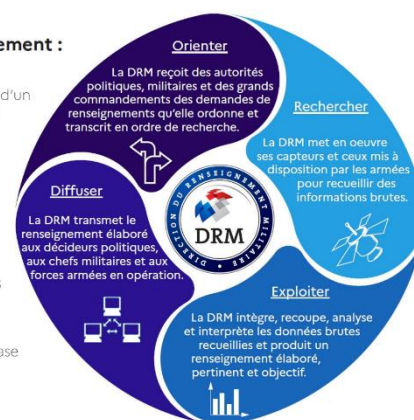 ement :
d'un
ase
Orienter
La DRM reçoit des autorités
politiques, militaires et des grands
commandements des demandes de
renseignements qu'elle ordonne et
transcrit en ordre de recherche.
Rechercher
La DRM met en oeuvre
ses capteurs et ceux mis à
disposition par les armées
pour recueillir des
informations brutes.
Exploiter
La DRM intègre, recoupe, analyse
et interprète les données brutes
recueillies et produit un
renseignement élaboré,
pertinent et objectif.
Diffuser
La DRM transmet le
renseignement élaboré
aux décideurs politiques,
aux chefs militaires et aux
forces armées en opération.
DIRECTION DU RENSEIGNEMENT MILITAIRE
DRM